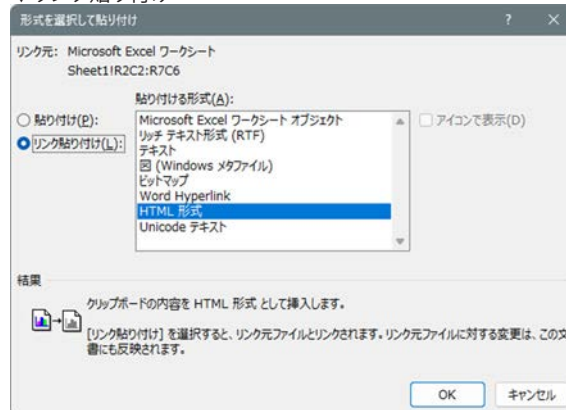 形式を選択して貼り付け ? ×
リンク元: Microsoft Excel ワークシート
Sheet1!R2C2:R7C6
貼り付ける形式(A):
○ 貼り付け(P):
リンク貼り付け(L):
Microsoft Excel ワークシート オブジェクト
リッチ テキスト形式 (RTF)
テキスト
図 (Windows メタファイル)
ビットマップ
Word Hyperlink
HTML 形式
Unicode テキスト
アイコンで表示(D)
結果
クリップボードの内容を HTML 形式 として挿入します。
[リンク貼り付け] を選択すると、リンク元ファイルとリンクされます。リンク元ファイルに対する変更は、この文
書にも反映されます。
OK キャンセル